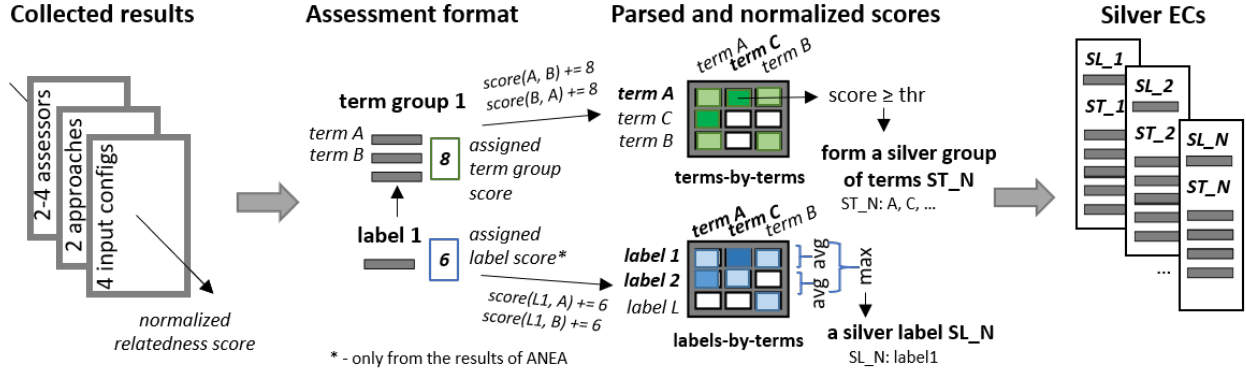 Collected results
Assessment format
Parsed and normalized scores
Silver ECs
2-4 assessors
2 approaches
4 input configs
normalized
relatedness score
term group 1
term A
term B
8
assigned
term group
score
label 1
6
assigned
label score*
score(A, B) += 8
score(B, A) += 8
score(L1, A) += 6
score(L1, B) += 6
* - only from the results of ANEA
term A
term C
term B
term A
term C
term B
terms-by-terms
score ≥ thr
form a silver group
of terms ST_N
ST_N: A, C, ...
term A
term C
term B
label 1
label 2
label L
labels-by-terms
avg
avg
max
a silver label SL_N
SL_N: label1
SL_1
ST_1
SL_2
ST_2
SL_N
ST_N
...